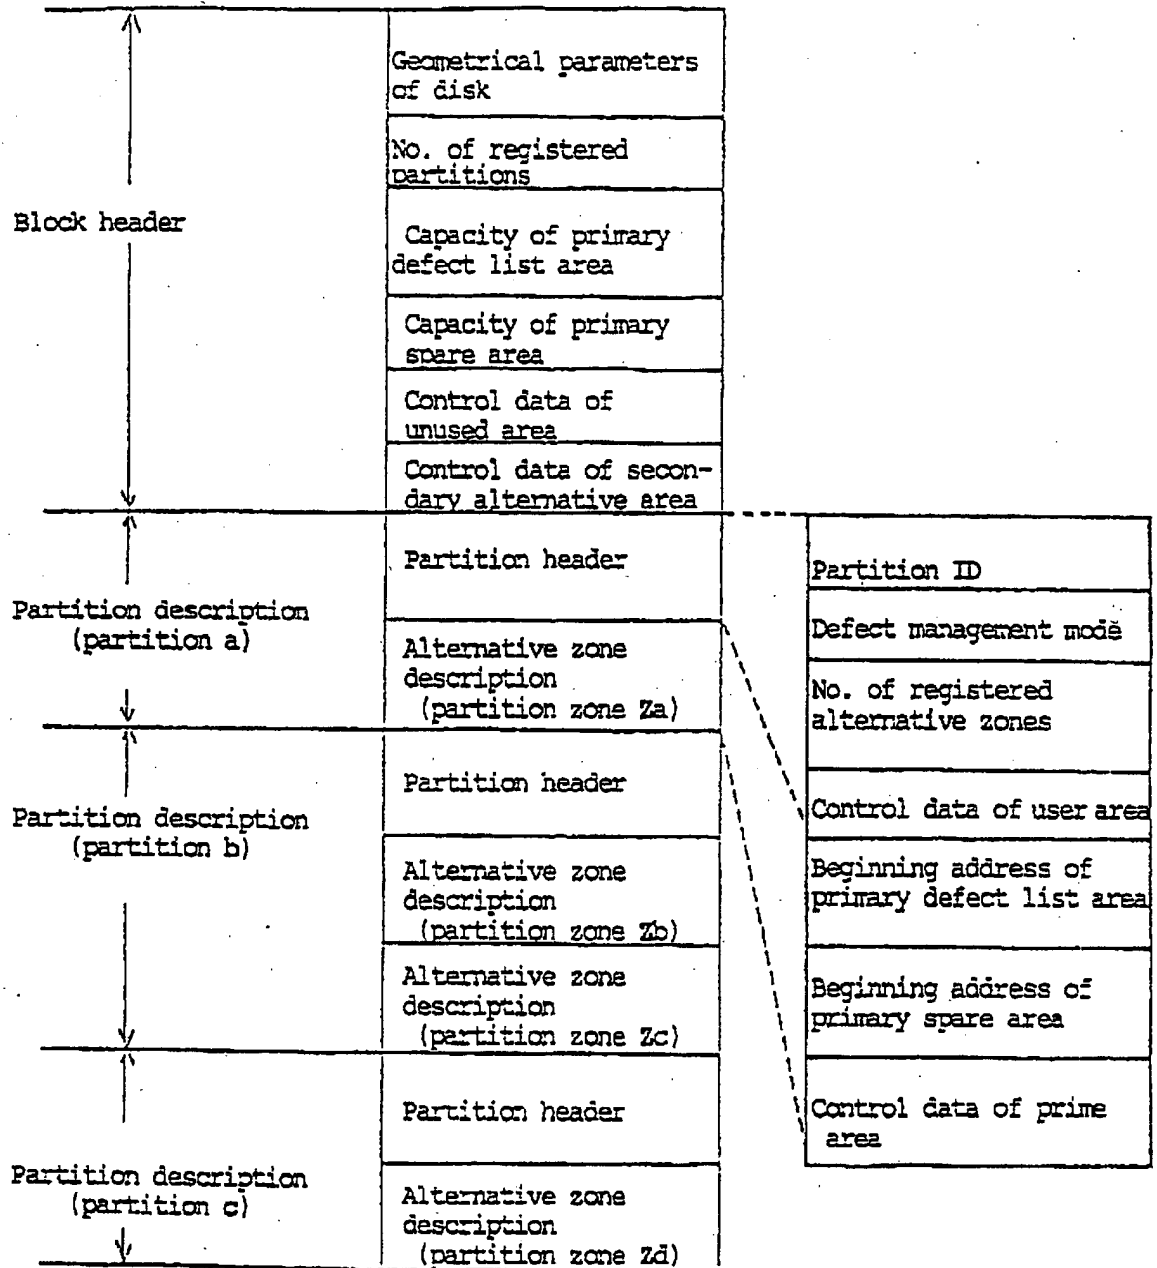 Geometrical parameters
of disk
No. of registered
partitions
Block header
Capacity of primary
defect list area
Capacity of primary
spare area
Control data of
unused area
Control data of secon-
dary alternative area
Partition header
Partition description
(partition a)
Alternative zone
description
(partition zone Za)
Partition header
Partition description
(partition b)
Alternative zone
description
(partition zone Zb)
Alternative zone
description
(partition zone Zc)
Partition header
Partition description
(partition c)
Alternative zone
description
(partition zone Zd)
Partition ID
Defect management mode
No. of registered
alternative zones
Control data of user area
Beginning address of
primary defect list area
Beginning address of
primary spare area
Control data of prime
area